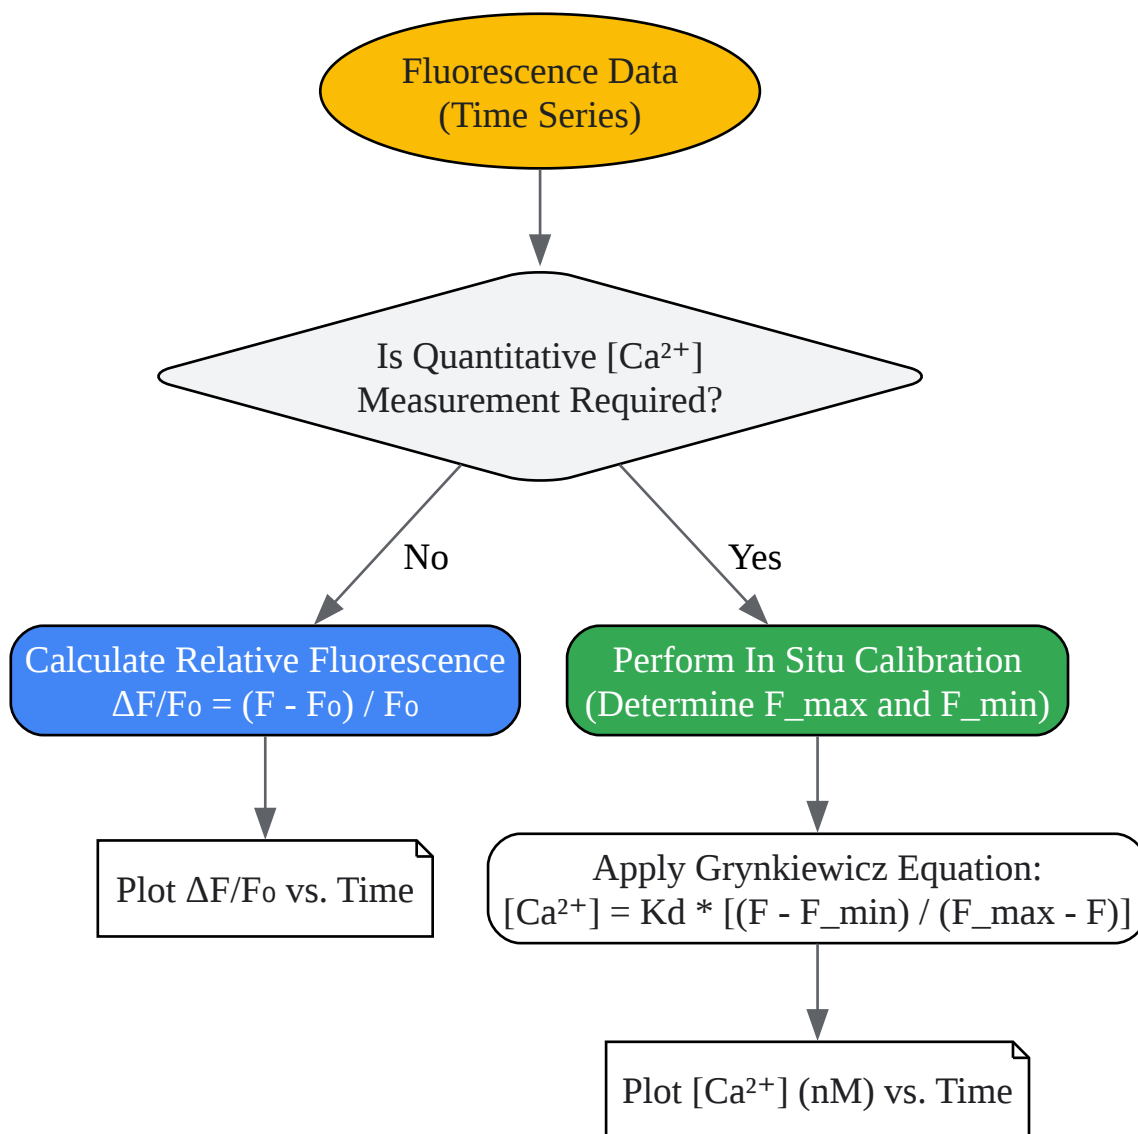 Fluorescence Data
(Time Series)
Is Quantitative [Ca²⁺]
Measurement Required?
No
Yes
Calculate Relative Fluorescence
ΔF/F₀ = (F - F₀) / F₀
Perform In Situ Calibration
(Determine F_max and F_min)
Plot ΔF/F₀ vs. Time
Apply Grynkiewicz Equation:
[Ca²⁺] = Kd * [(F - F_min) / (F_max - F)]
Plot [Ca²⁺] (nM) vs. Time